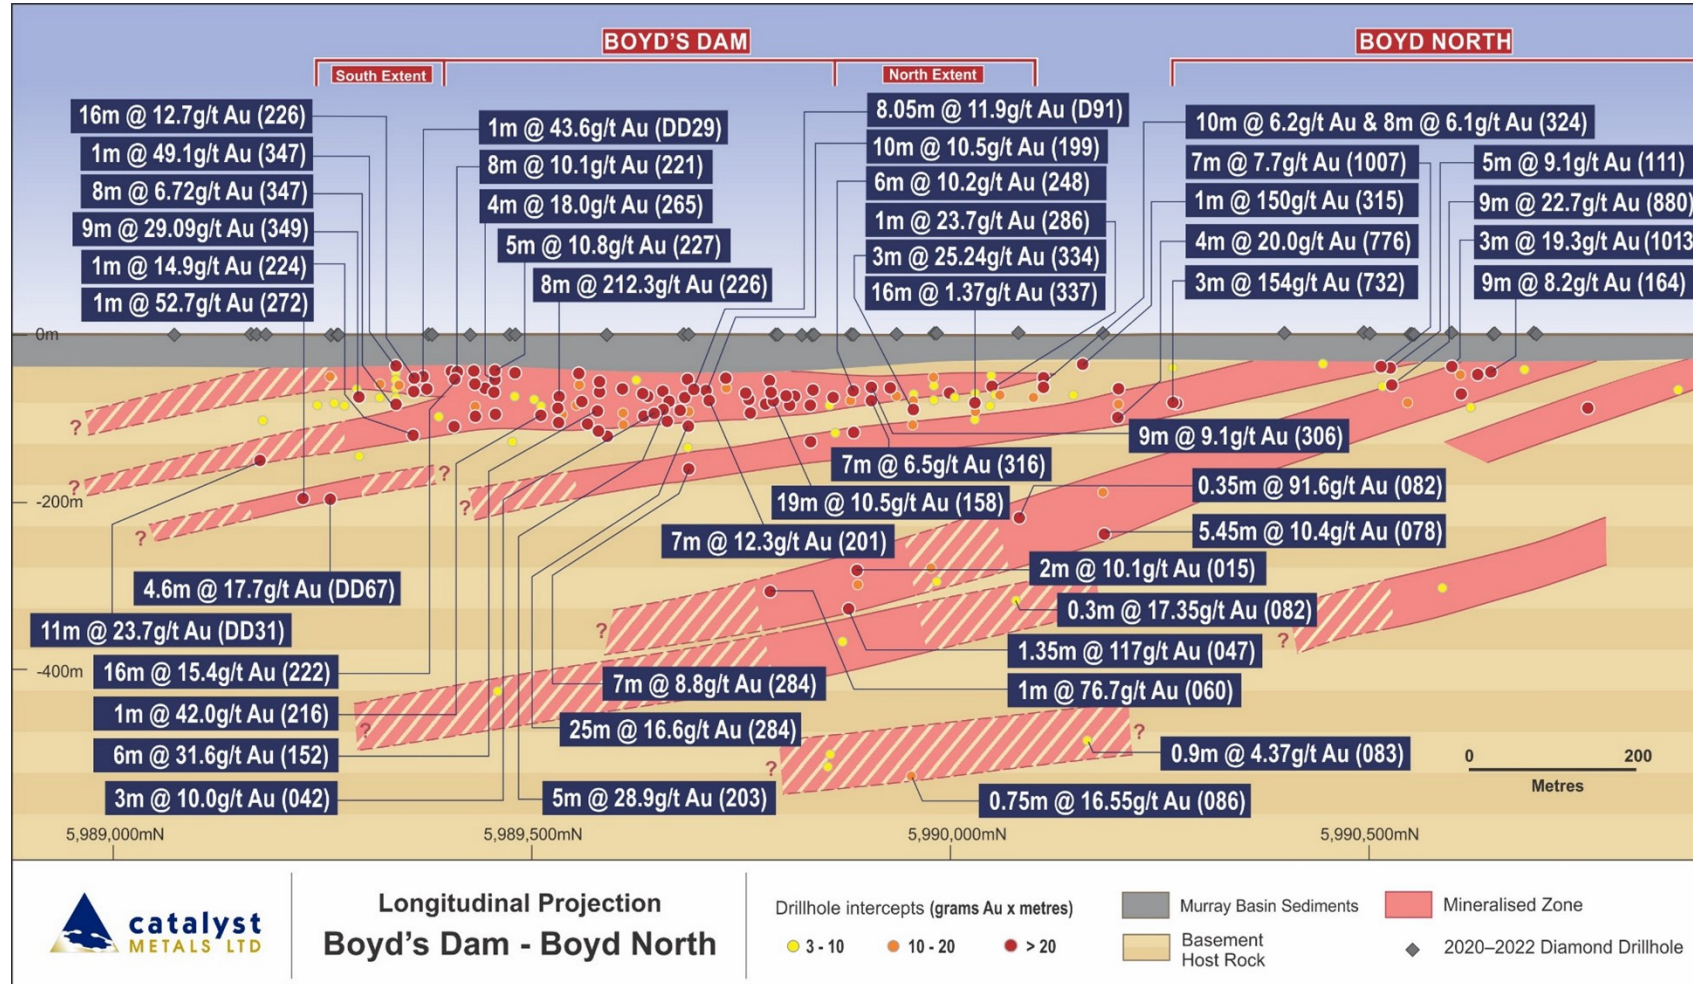 BOYD'S DAM
BOYD NORTH
South Extent
North Extent
16m @ 12.7g/t Au (226)
1m @ 49.1g/t Au (347)
8m @ 6.72g/t Au (347)
9m @ 29.09g/t Au (349)
1m @ 14.9g/t Au (224)
1m @ 52.7g/t Au (272)
1m @ 43.6g/t Au (DD29)
8m @ 10.1g/t Au (221)
4m @ 18.0g/t Au (265)
5m @ 10.8g/t Au (227)
8m @ 212.3g/t Au (226)
8.05m @ 11.9g/t Au (D91)
10m @ 10.5g/t Au (199)
6m @ 10.2g/t Au (248)
1m @ 23.7g/t Au (286)
3m @ 25.24g/t Au (334)
16m @ 1.37g/t Au (337)
10m @ 6.2g/t Au & 8m @ 6.1g/t Au (324)
7m @ 7.7g/t Au (1007)
1m @ 150g/t Au (315)
4m @ 20.0g/t Au (776)
3m @ 154g/t Au (732)
5m @ 9.1g/t Au (111)
9m @ 22.7g/t Au (880)
3m @ 19.3g/t Au (1013)
9m @ 8.2g/t Au (164)
0m
-200m
-400m
?
?
?
?
?
?
?
?
?
?
9m @ 9.1g/t Au (306)
7m @ 6.5g/t Au (316)
19m @ 10.5g/t Au (158)
7m @ 12.3g/t Au (201)
0.35m @ 91.6g/t Au (082)
5.45m @ 10.4g/t Au (078)
2m @ 10.1g/t Au (015)
0.3m @ 17.35g/t Au (082)
1.35m @ 117g/t Au (047)
1m @ 76.7g/t Au (060)
4.6m @ 17.7g/t Au (DD67)
11m @ 23.7g/t Au (DD31)
16m @ 15.4g/t Au (222)
1m @ 42.0g/t Au (216)
6m @ 31.6g/t Au (152)
3m @ 10.0g/t Au (042)
7m @ 8.8g/t Au (284)
25m @ 16.6g/t Au (284)
5m @ 28.9g/t Au (203)
0.9m @ 4.37g/t Au (083)
0.75m @ 16.55g/t Au (086)
0 200
Metres
5,989,000mN
5,989,500mN
5,990,000mN
5,990,500mN
catalyst
METALS LTD
Longitudinal Projection
Boyd's Dam - Boyd North
Drillhole intercepts (grams Au x metres)
3 - 10
10 - 20
> 20
Murray Basin Sediments
Basement
Host Rock
Mineralised Zone
2020–2022 Diamond Drillhole